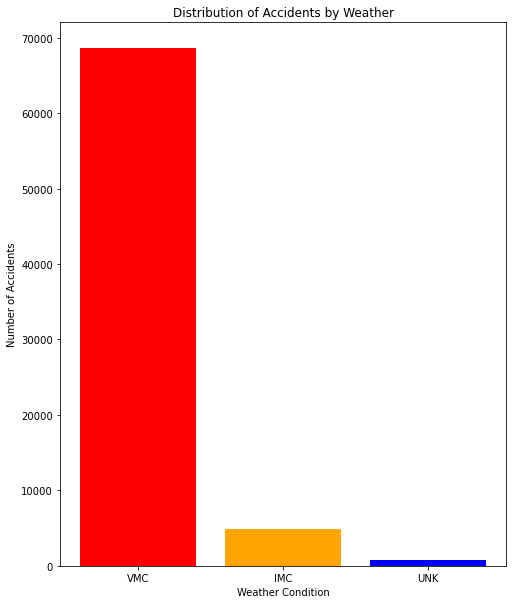 Distribution of Accidents by Weather
70000
60000
50000
40000
30000
20000
10000
0
Number of Accidents
VMC IMC UNK
Weather Condition